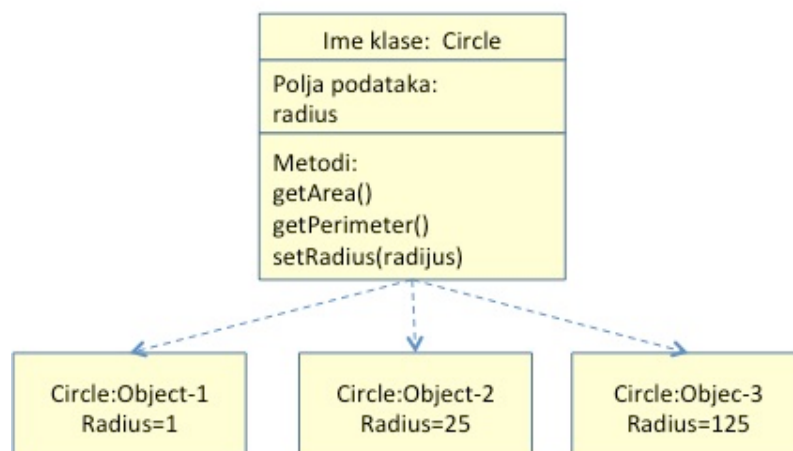 Ime klase: Circle
Polja podataka:
radius
Metodi:
getArea()
getPerimeter()
setRadius(radijus)
Circle:Object-1
Radius=1
Circle:Object-2
Radius=25
Circle:Objec-3
Radius=125